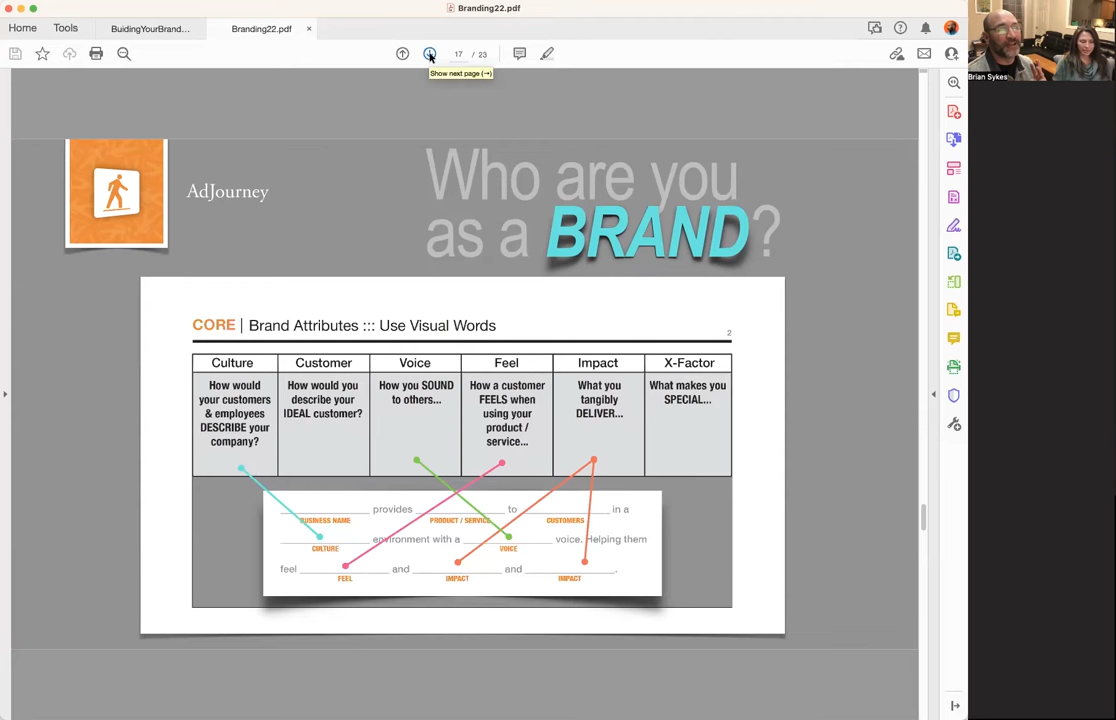 Branding22.pdf
Home
Tools
BuidingYourBrand...
Branding22.pdf
×
17 / 23
Show next page (→)
Brian Sykes
AdJourney
Who are you
as a BRAND?
CORE | Brand Attributes ::: Use Visual Words
2
Culture
Customer
Voice
Feel
Impact
X-Factor
How would
your customers
& employees
DESCRIBE your
company?
How would you
describe your
IDEAL customer?
How you SOUND
to others...
How a customer
FEELS when
using your
product /
service...
What you
tangibly
DELIVER...
What makes you
SPECIAL...
provides to in a
BUSINESS NAME PRODUCT / SERVICE CUSTOMERS
environment with a voice. Helping them
CULTURE VOICE
feel and and .
FEEL IMPACT IMPACT